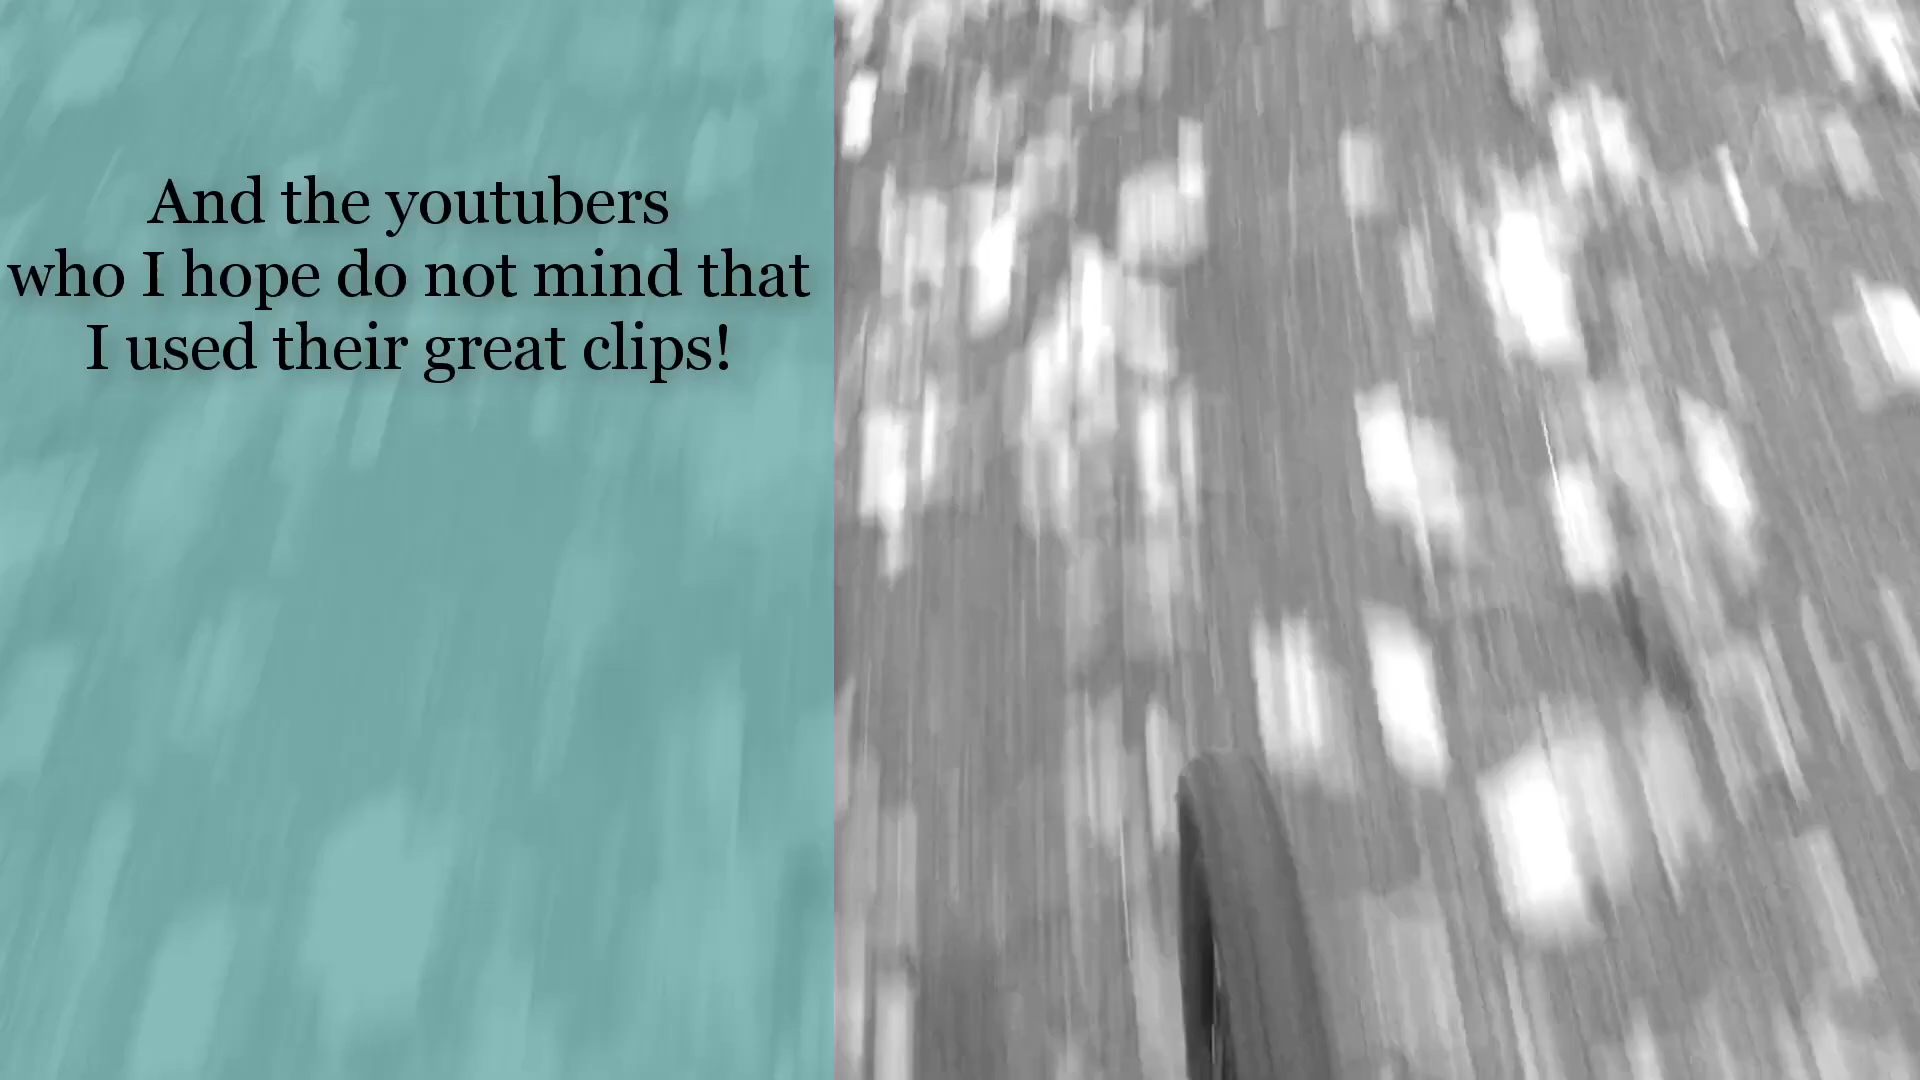 And the youtubers
who I hope do not mind that
I used their great clips!